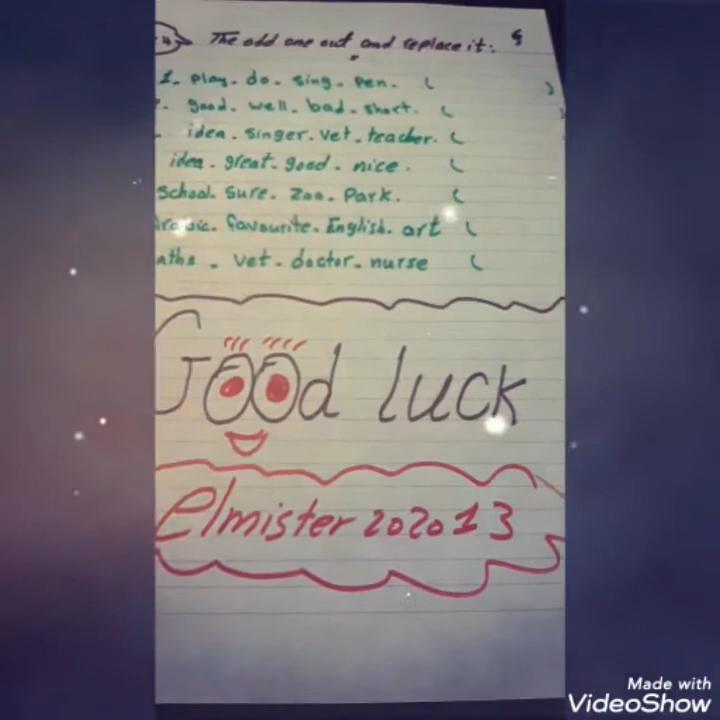 The odd one out and replace it:
1- play - do - sing - pen. ( )
- good - well - bad - short. (
- idea - singer - vet - teacher. (
idea - great - good - nice. (
school - sure - zoo - Park. (
favourite - English - art (
- vet - doctor - nurse (
Good luck
Elmister 202013
Made with
VideoShow